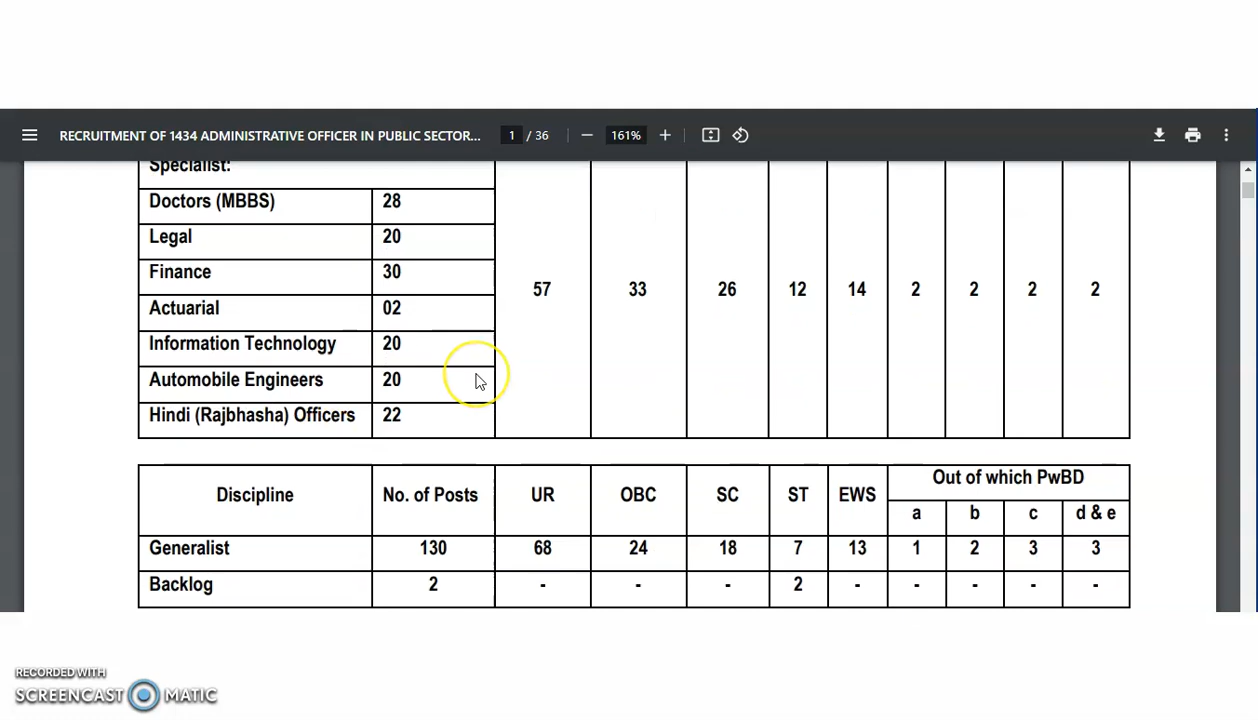 RECRUITMENT OF 1434 ADMINISTRATIVE OFFICER IN PUBLIC SECTOR... 1 / 36 161%
Specialist:
Doctors (MBBS) 28
Legal 20
Finance 30
Actuarial 02
57 33 26 12 14 2 2 2 2
Information Technology 20
Automobile Engineers 20
Hindi (Rajbhasha) Officers 22
Discipline No. of Posts UR OBC SC ST EWS Out of which PwBD
a b c d & e
Generalist 130 68 24 18 7 13 1 2 3 3
Backlog 2 - - - 2 - - - - -
RECORDED WITH
SCREENCAST MATIC